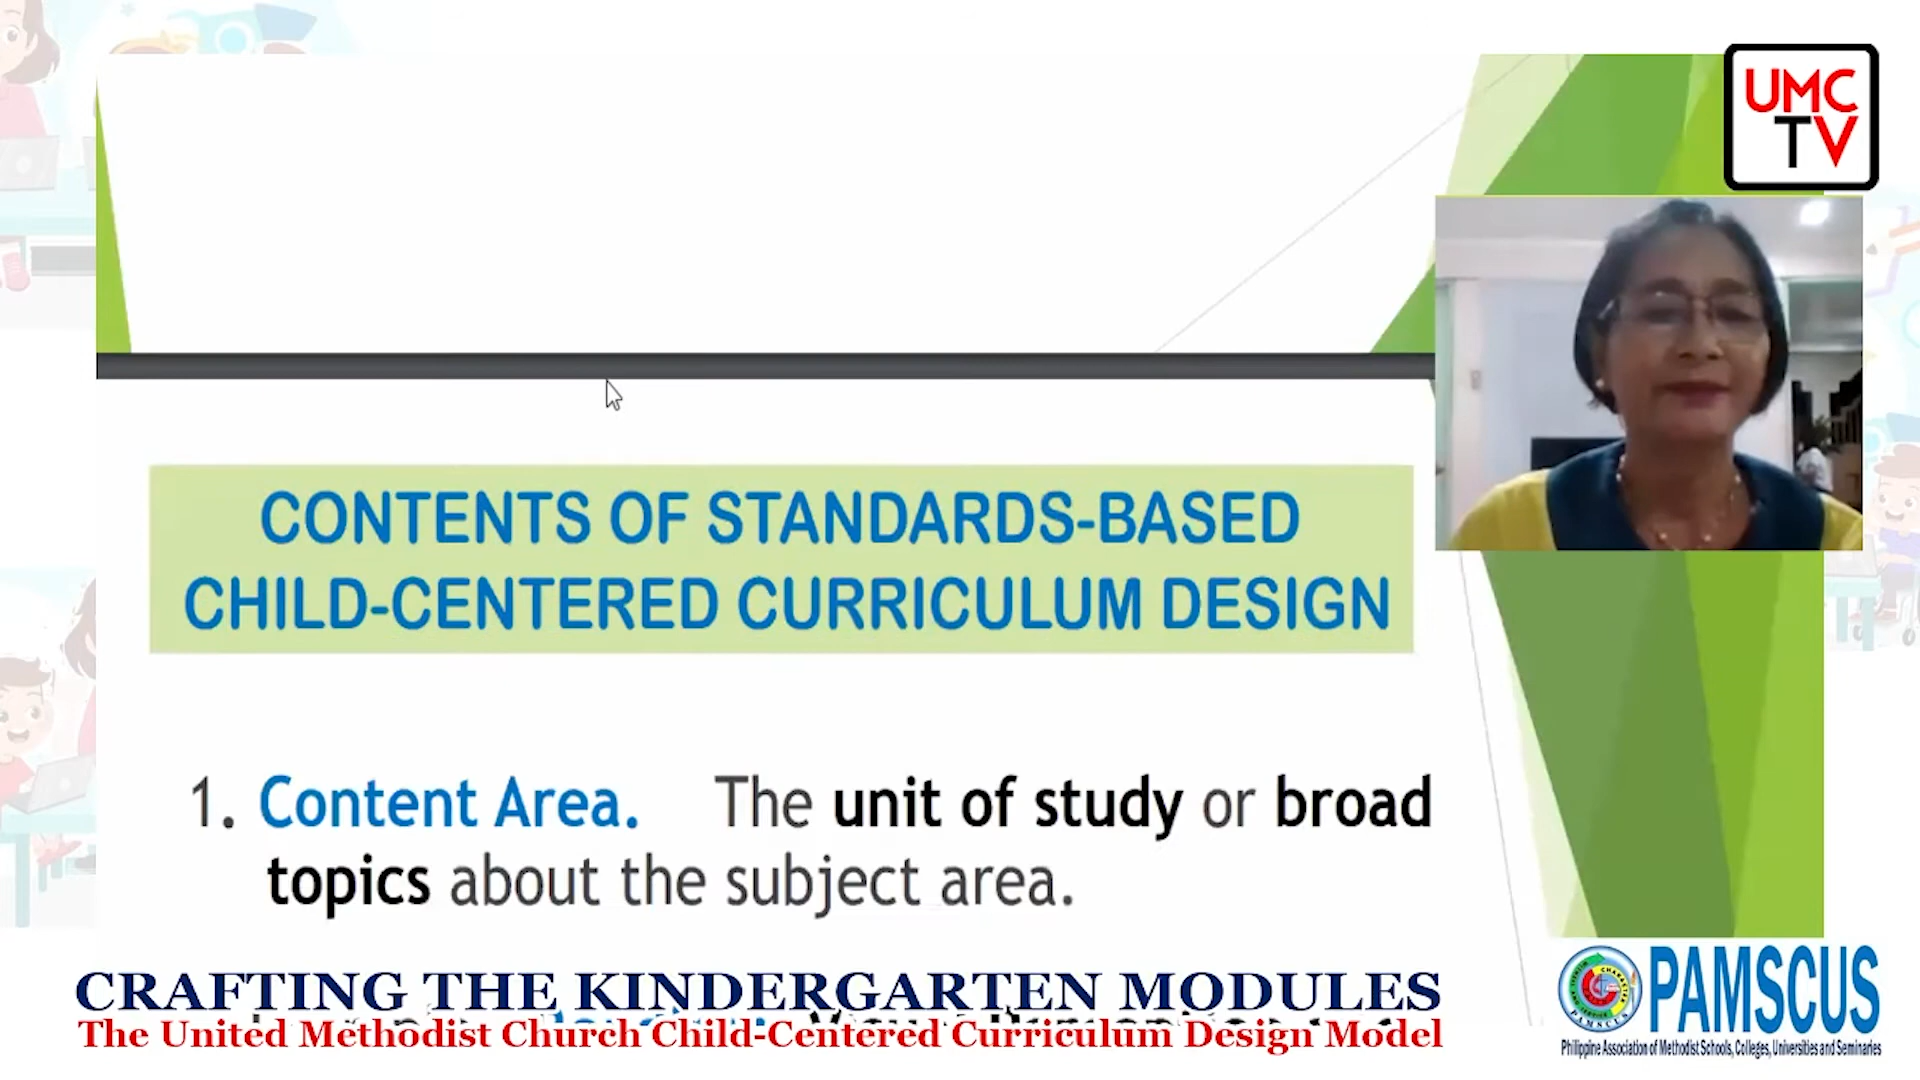 UMC
TV
CONTENTS OF STANDARDS-BASED
CHILD-CENTERED CURRICULUM DESIGN
1. Content Area. The unit of study or broad
topics about the subject area.
CRAFTING THE KINDERGARTEN MODULES
The United Methodist Church Child-Centered Curriculum Design Model
PAMSCUS
Philippine Association of Methodist Schools, Colleges, Universities and Seminaries